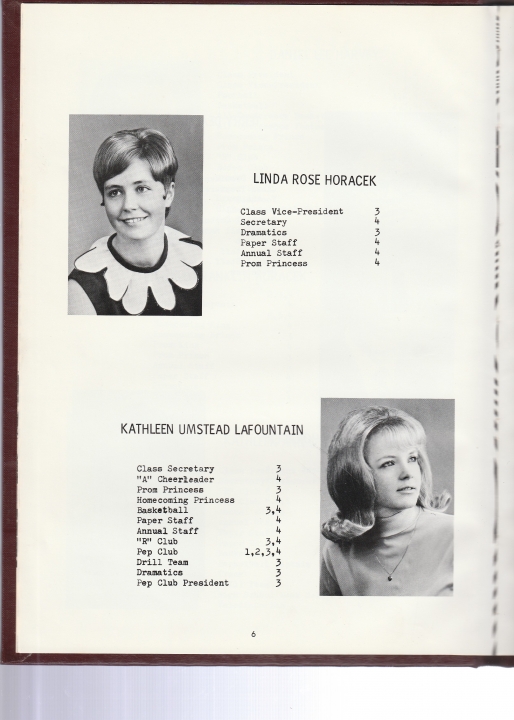 LINDA ROSE HORACEK
Class Vice-President 3
Secretary 4
Dramatics 3
Paper Staff 4
Annual Staff 4
Prom Princess 4
KATHLEEN UMSTEAD LAFOUNTAIN
Class Secretary 3
"A" Cheerleader 4
Prom Princess 3
Homecoming Princess 4
Basketball 3,4
Paper Staff 4
Annual Staff 4
"R" Club 3,4
Pep Club 1,2,3,4
Drill Team 3
Dramatics 3
Pep Club President 3
6